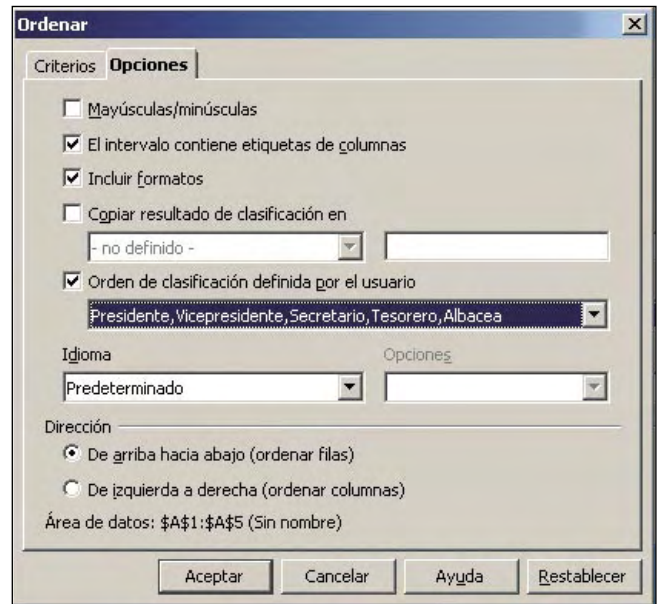 Ordenar
Criterios Opciones
Mayúsculas/minúsculas
El intervalo contiene etiquetas de columnas
Incluir formatos
Copiar resultado de clasificación en
- no definido -
Orden de clasificación definida por el usuario
Presidente,Vicepresidente,Secretario,Tesorero,Albacea
Idioma Opciones
Predeterminado
Dirección
De arriba hacia abajo (ordenar filas)
De izquierda a derecha (ordenar columnas)
Área de datos: $A$1:$A$5 (Sin nombre)
Aceptar Cancelar Ayuda Restablecer